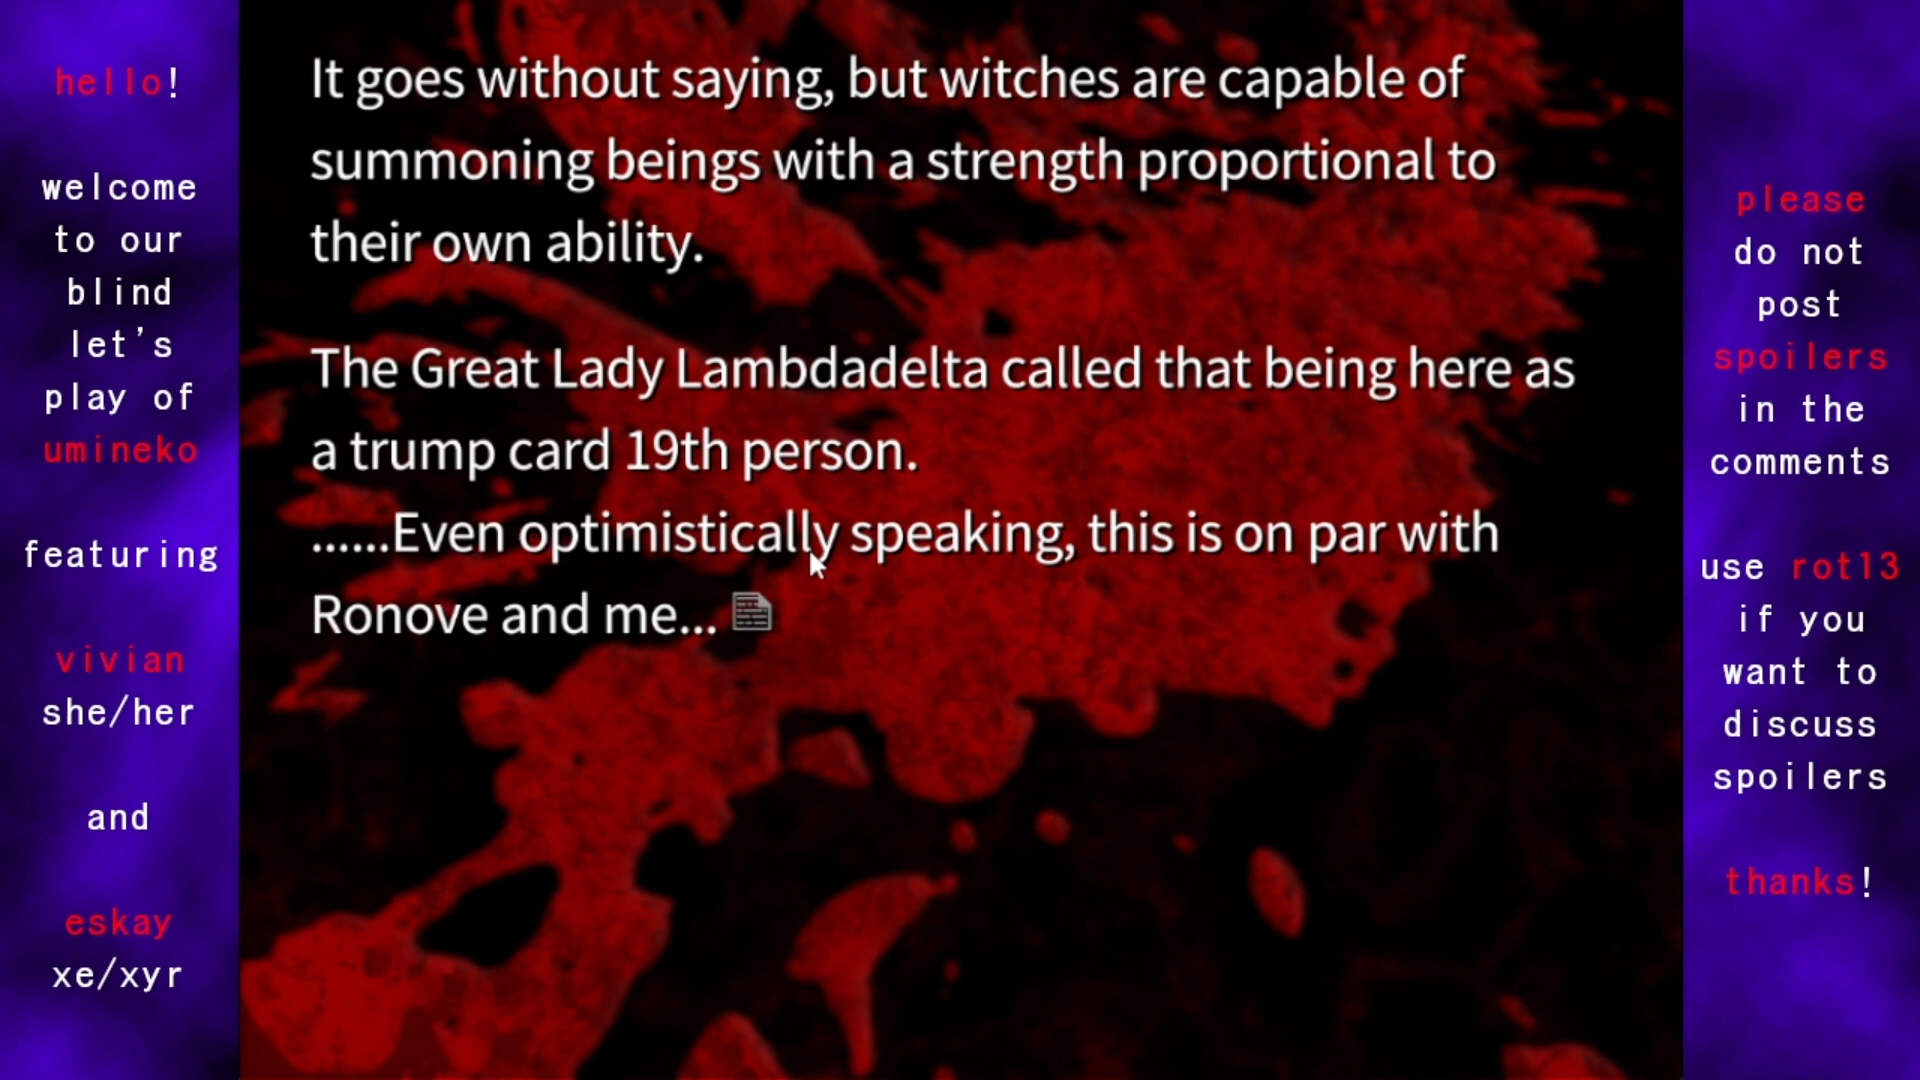 hello!
welcome
to our
blind
let's
play of
umineko
featuring
vivian
she/her
and
eskay
xe/xyr
It goes without saying, but witches are capable of
summoning beings with a strength proportional to
their own ability.
The Great Lady Lambdadelta called that being here as
a trump card 19th person.
......Even optimistically speaking, this is on par with
Ronove and me...
please
do not
post
spoilers
in the
comments
use rot13
if you
want to
discuss
spoilers
thanks!